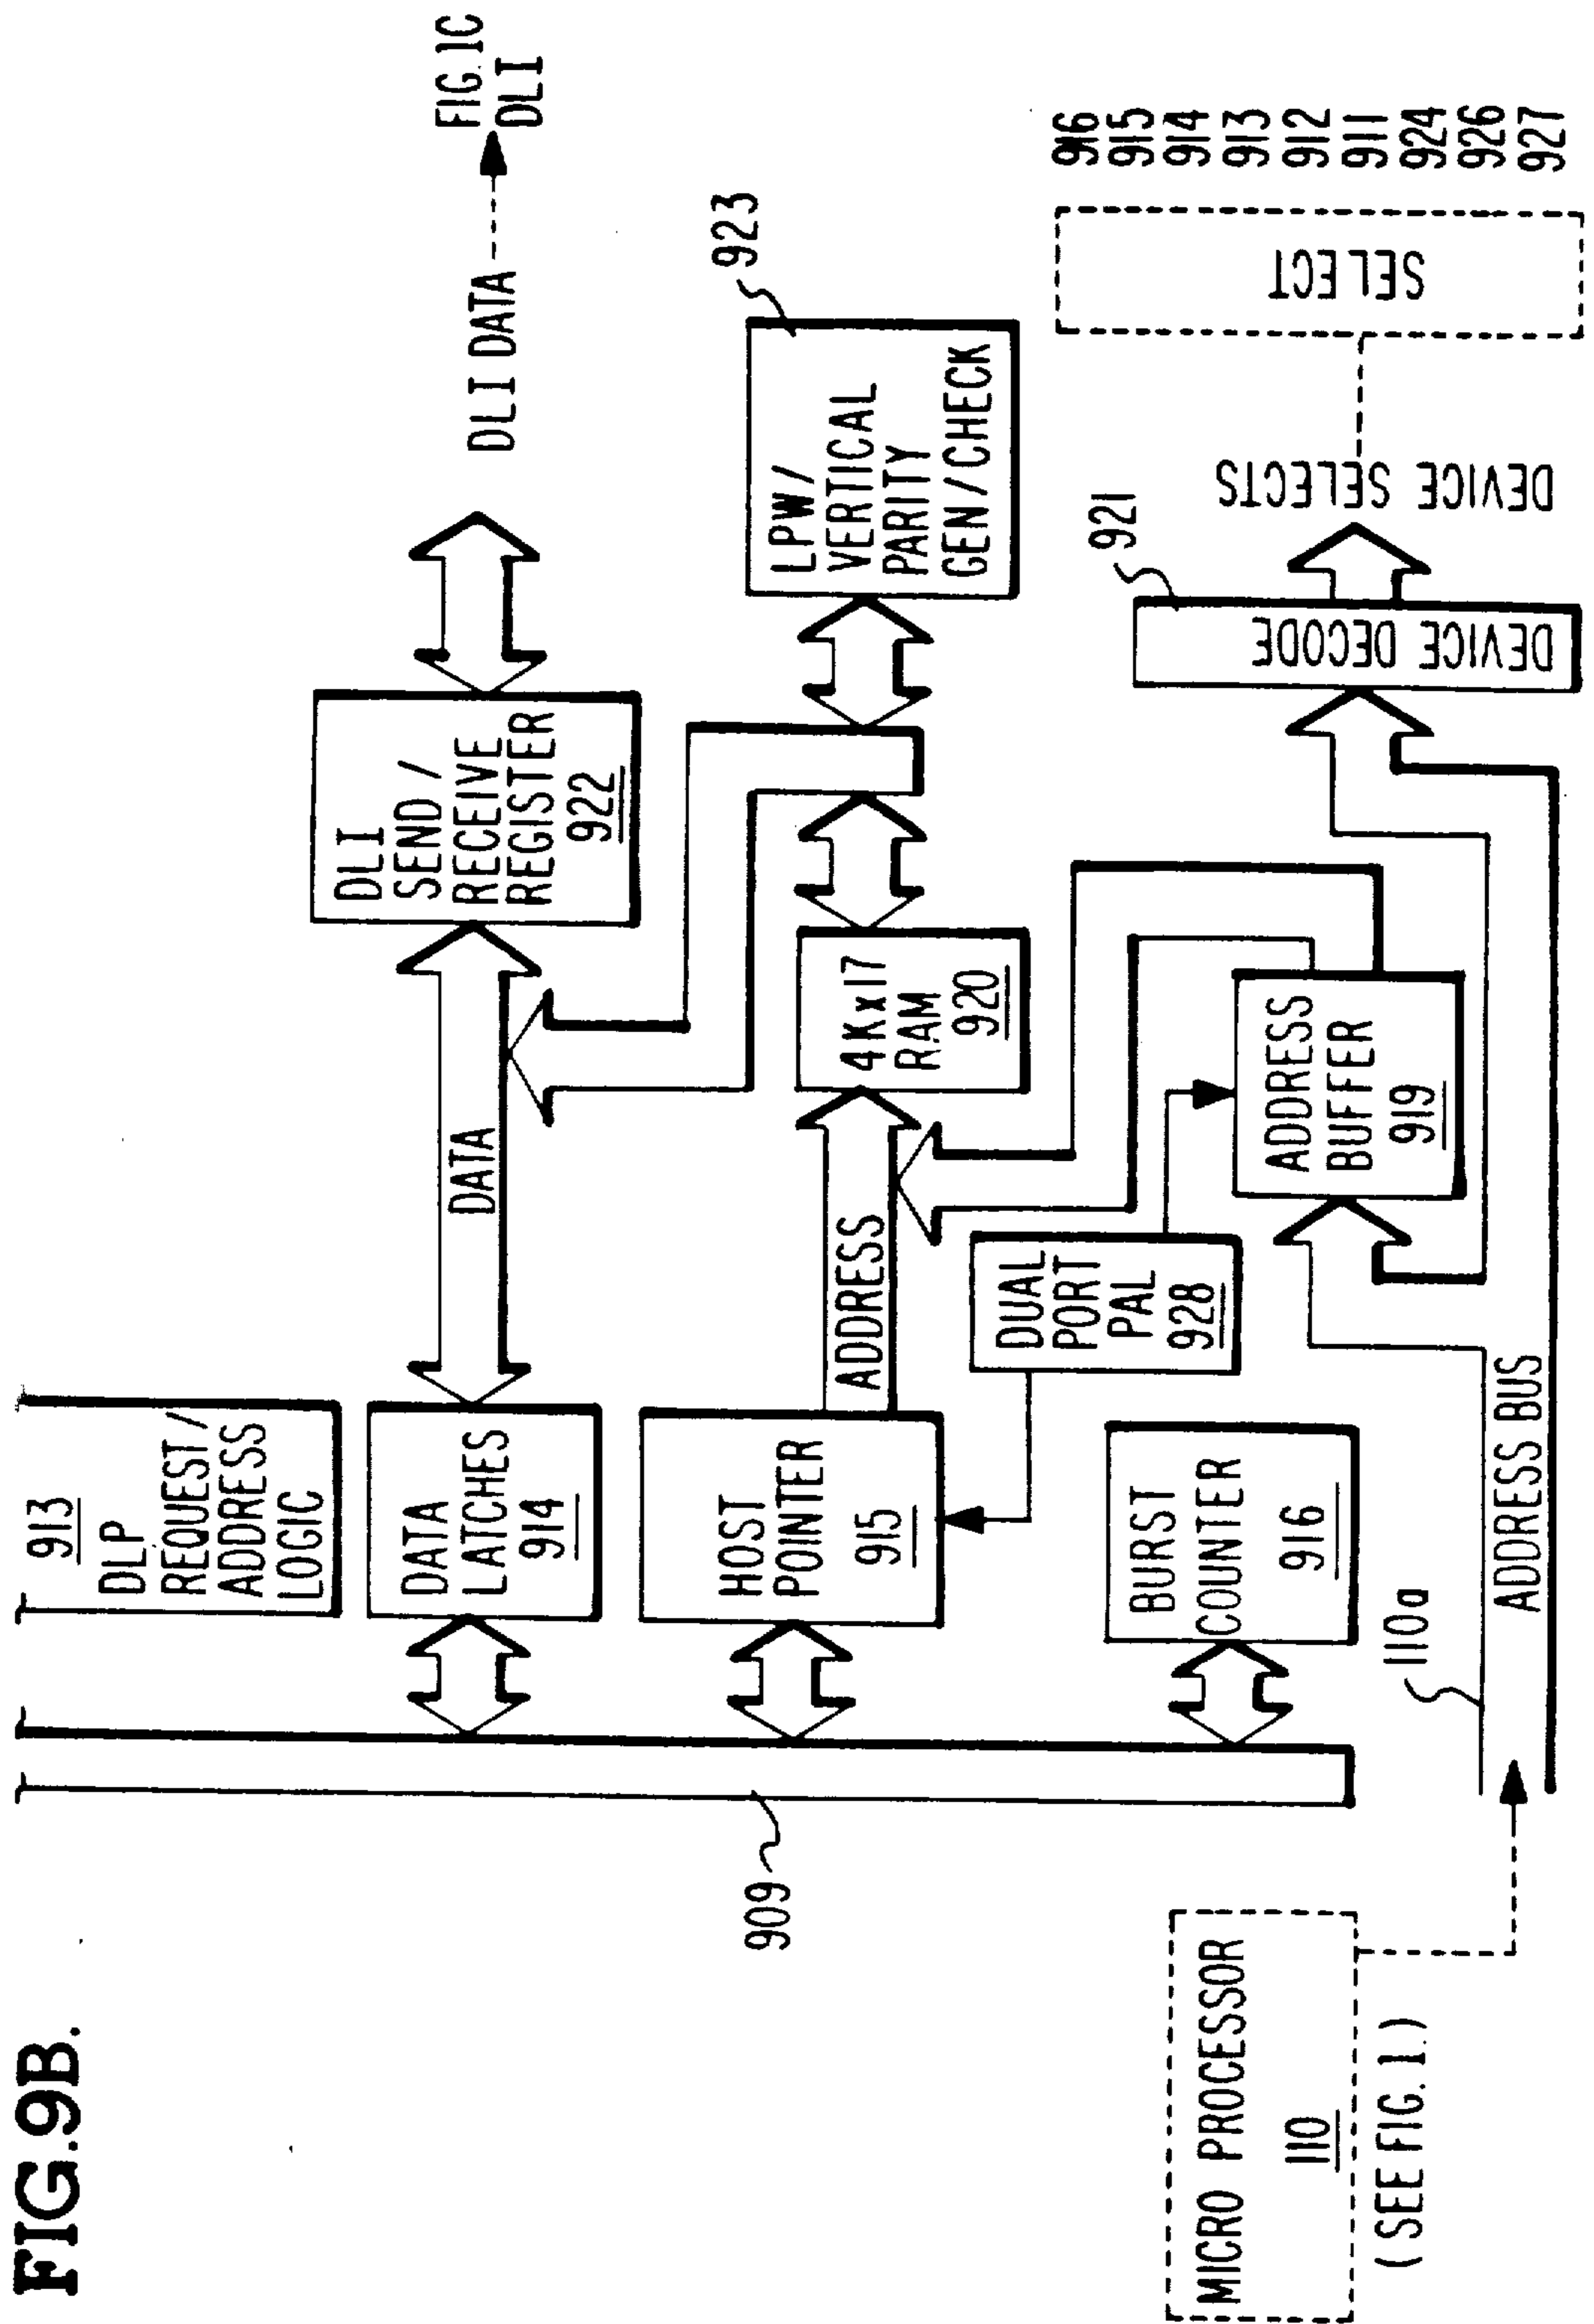 FIG.9B.
913
DLP
REQUEST/
ADDRESS
LOGIC
DATA
LATCHES
914
DATA
DLI
SEND /
RECEIVE
REGISTER
922
DLI DATA
FIG.1C
DLI
909
HOST
POINTER
915
ADDRESS
4Kx17
RAM
920
LPW/
VERTICAL
PARITY
GEN/CHECK
923
DUAL
PORT
PAL
928
BURST
COUNTER
916
ADDRESS
BUFFER
919
DEVICE DECODE
921
DEVICE SELECTS
SELECT
916
915
914
913
912
911
924
926
927
110a
ADDRESS BUS
MICRO PROCESSOR
110
(SEE FIG.1.)